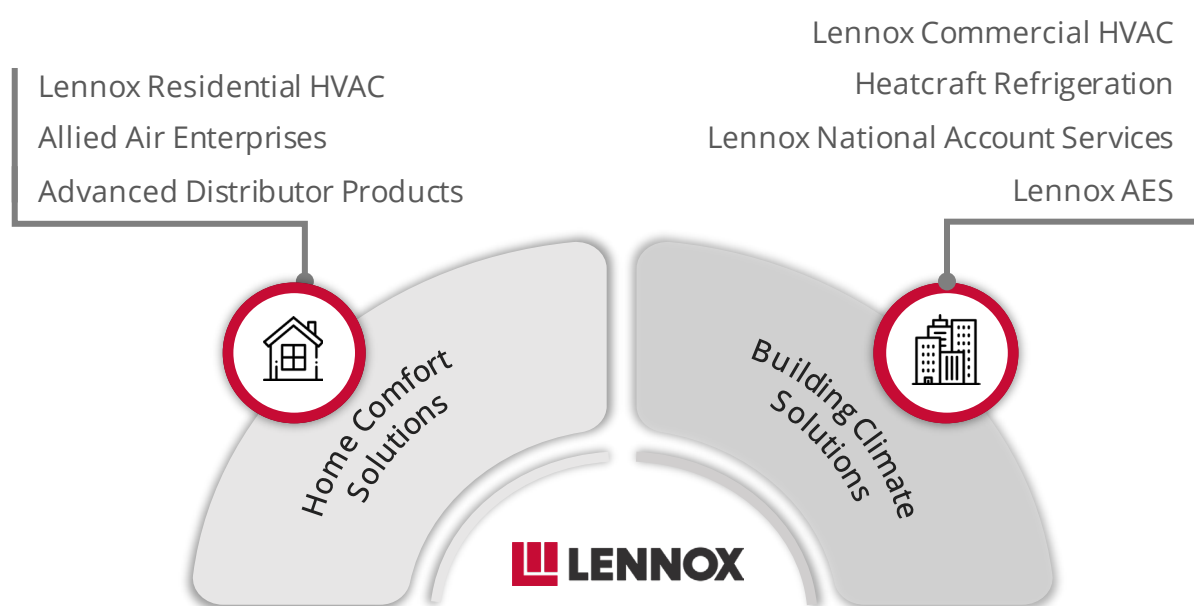 Lennox Residential HVAC
Allied Air Enterprises
Advanced Distributor Products
Lennox Commercial HVAC
Heatcraft Refrigeration
Lennox National Account Services
Lennox AES
Home Comfort
Solutions
Building Climate
Solutions
LENNOX